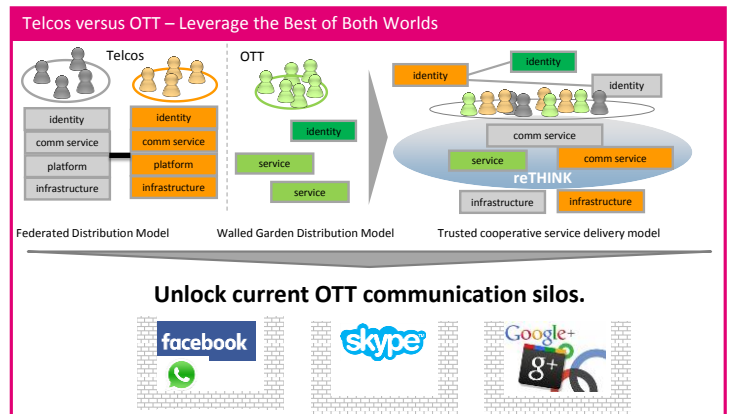 Telcos versus OTT – Leverage the Best of Both Worlds
Telcos
OTT
identity
comm service
platform
infrastructure
identity
comm service
platform
infrastructure
identity
service
service
identity
identity
identity
comm service
service
comm service
reTHINK
infrastructure
infrastructure
Federated Distribution Model
Walled Garden Distribution Model
Trusted cooperative service delivery model
Unlock current OTT communication silos.
facebook
skype
Google+
g+